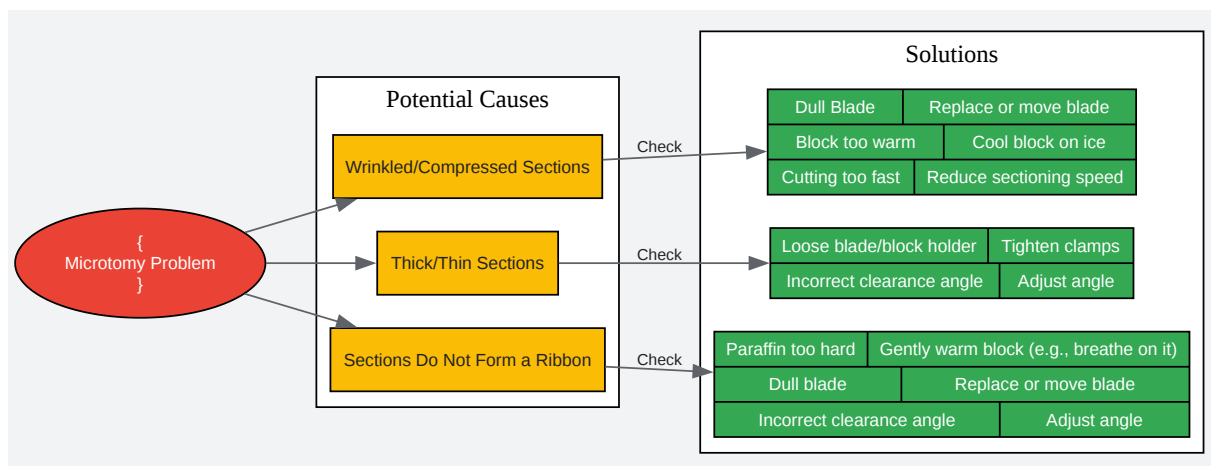 {
Microtomy Problem
}
Potential Causes
Wrinkled/Compressed Sections
Thick/Thin Sections
Sections Do Not Form a Ribbon
Check
Check
Check
Solutions
Dull Blade Replace or move blade
Block too warm Cool block on ice
Cutting too fast Reduce sectioning speed
Loose blade/block holder Tighten clamps
Incorrect clearance angle Adjust angle
Paraffin too hard Gently warm block (e.g., breathe on it)
Dull blade Replace or move blade
Incorrect clearance angle Adjust angle